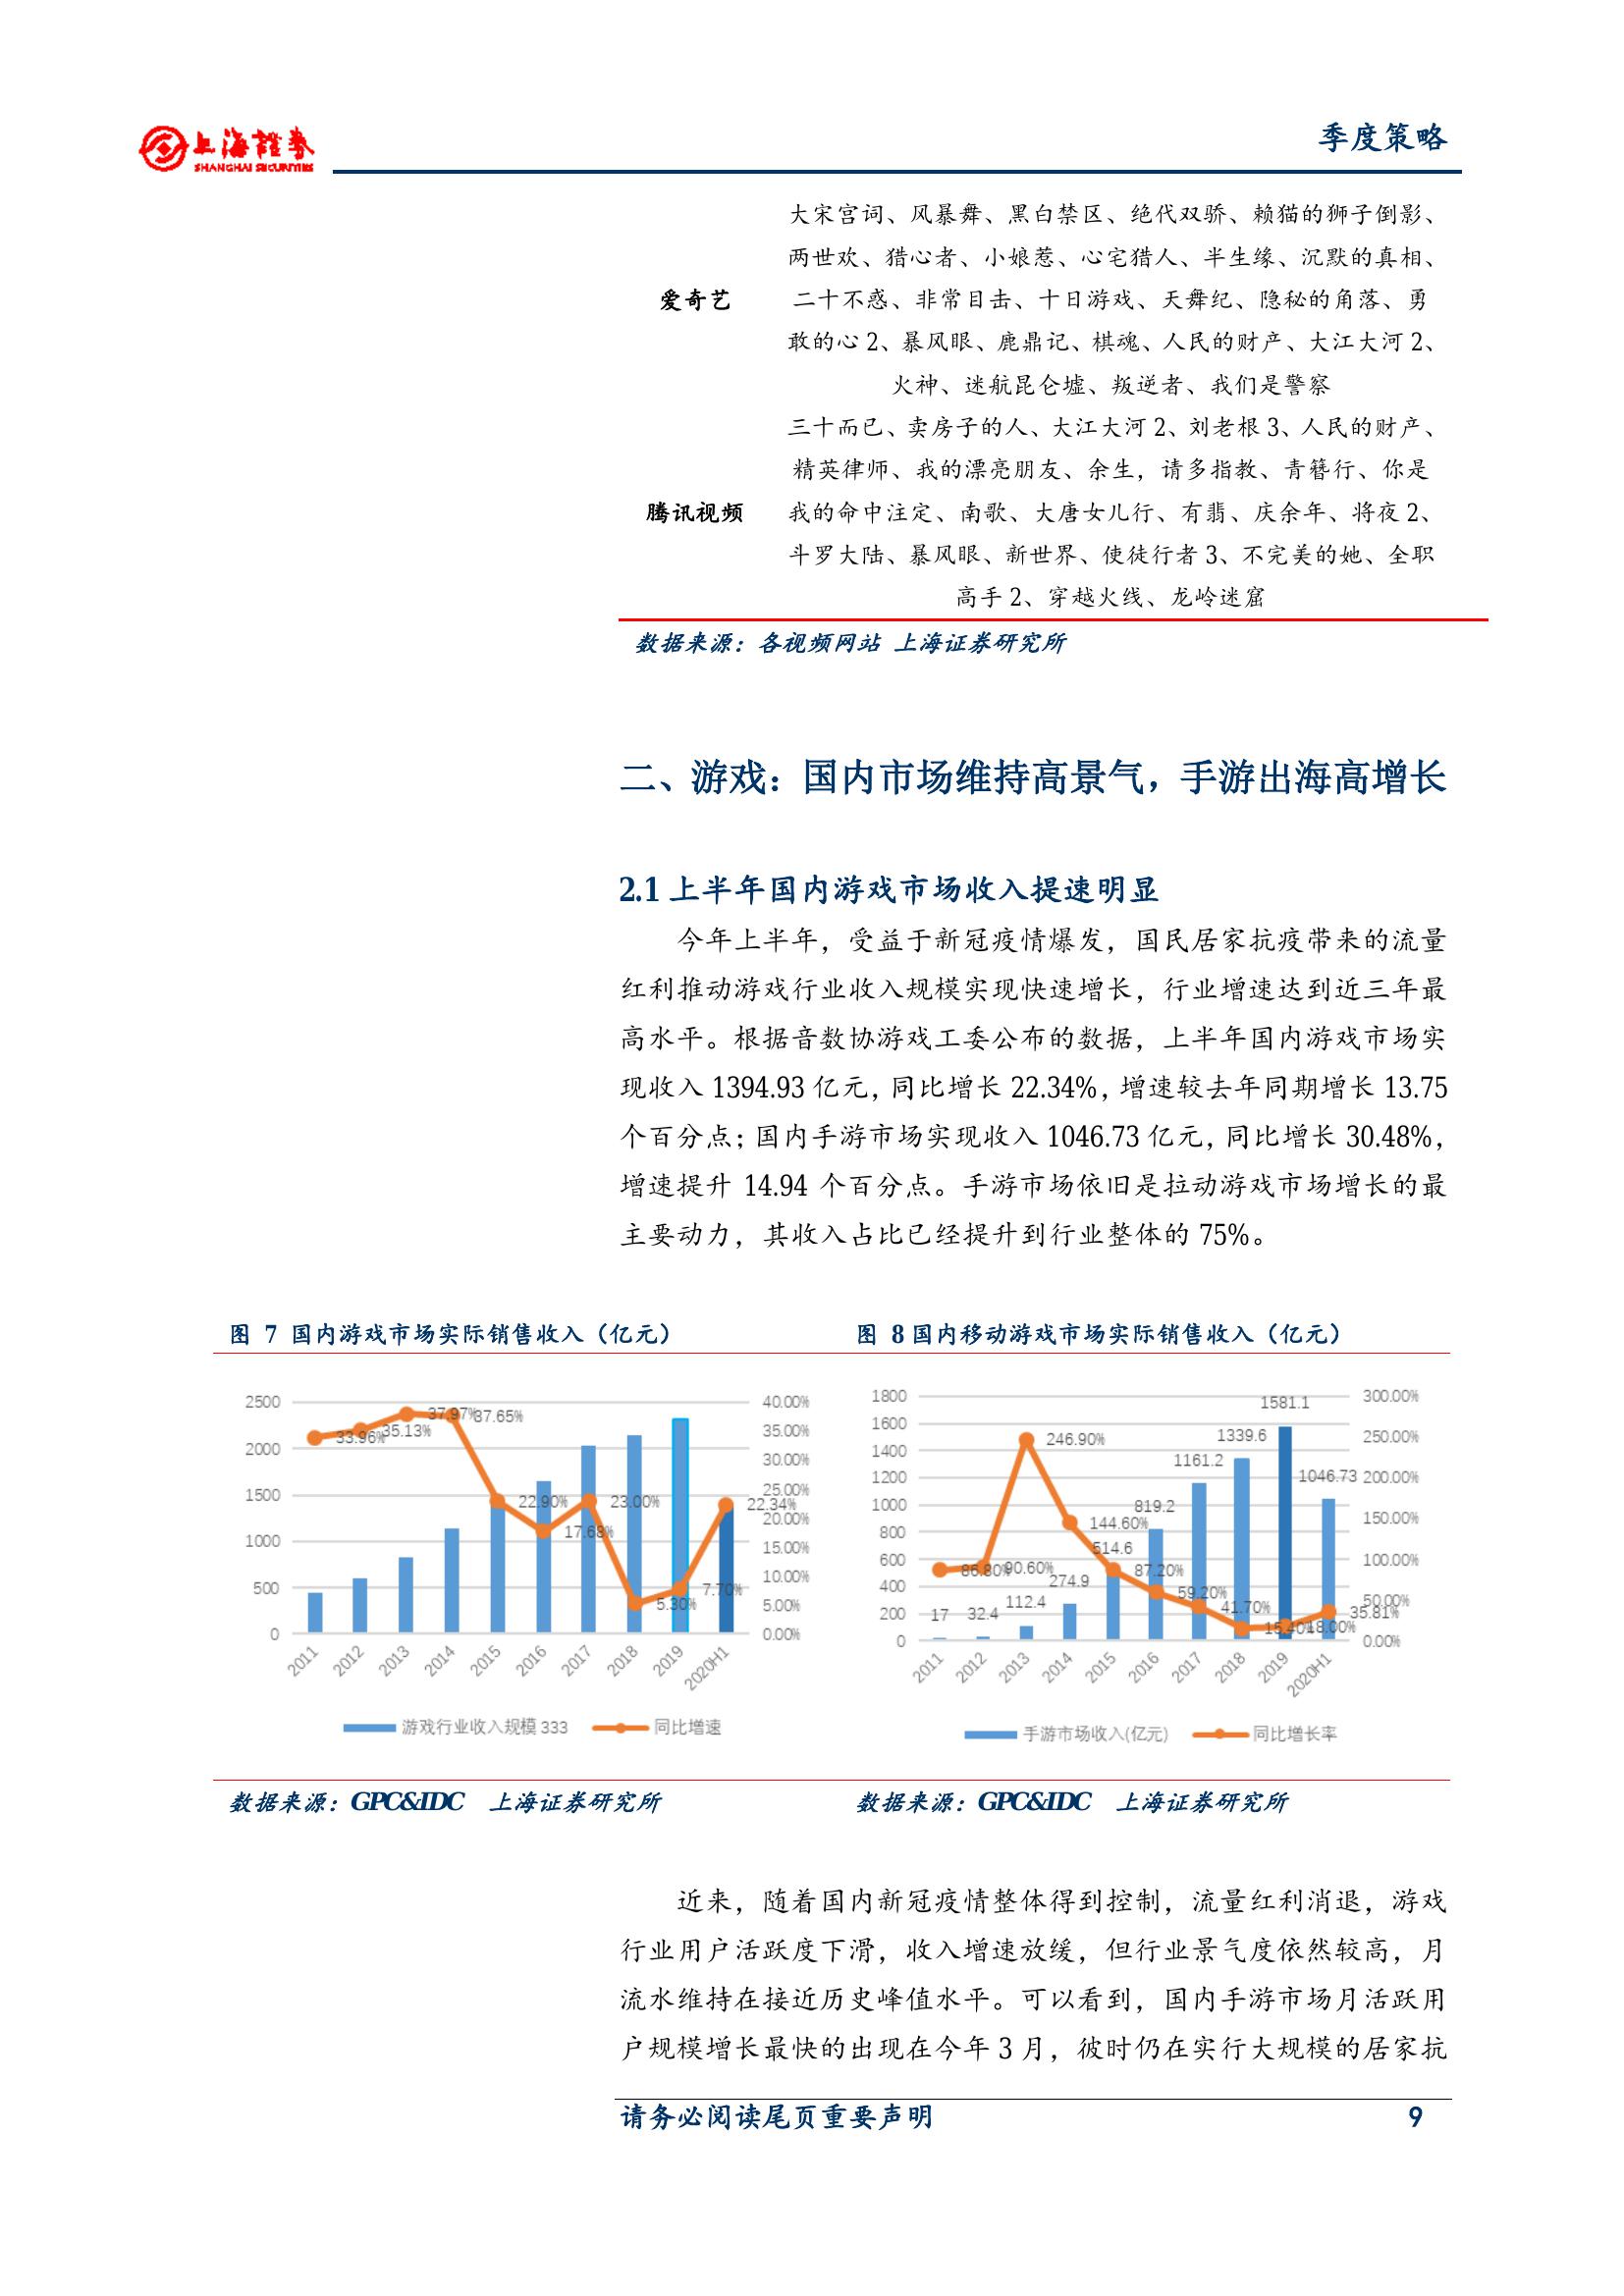 上海證券
SHANGHAI SECURITIES
季度策略
大宋宫词、风暴舞、黑白禁区、绝代双骄、赖猫的狮子倒影、
两世欢、猎心者、小娘惹、心宅猎人、半生缘、沉默的真相、
爱奇艺 二十不惑、非常目击、十日游戏、天舞纪、隐秘的角落、勇
敢的心 2、暴风眼、鹿鼎记、棋魂、人民的财产、大江大河 2、
火神、迷航昆仑墟、叛逆者、我们是警察
三十而已、卖房子的人、大江大河 2、刘老根 3、人民的财产、
精英律师、我的漂亮朋友、余生，请多指教、青簪行、你是
腾讯视频 我的命中注定、南歌、大唐女儿行、有翡、庆余年、将夜 2、
斗罗大陆、暴风眼、新世界、使徒行者 3、不完美的她、全职
高手 2、穿越火线、龙岭迷窟
数据来源：各视频网站 上海证券研究所
二、游戏：国内市场维持高景气，手游出海高增长
2.1 上半年国内游戏市场收入提速明显
今年上半年，受益于新冠疫情爆发，国民居家抗疫带来的流量
红利推动游戏行业收入规模实现快速增长，行业增速达到近三年最
高水平。根据音数协游戏工委公布的数据，上半年国内游戏市场实
现收入 1394.93 亿元，同比增长 22.34%，增速较去年同期增长 13.75
个百分点；国内手游市场实现收入 1046.73 亿元，同比增长 30.48%，
增速提升 14.94 个百分点。手游市场依旧是拉动游戏市场增长的最
主要动力，其收入占比已经提升到行业整体的 75%。
图 7 国内游戏市场实际销售收入（亿元）
2500
2000
1500
1000
500
0
40.00%
35.00%
30.00%
25.00%
20.00%
15.00%
10.00%
5.00%
0.00%
33.96%
35.13%
37.97%
37.65%
22.90%
17.68%
23.00%
5.30%
7.70%
22.34%
2011 2012 2013 2014 2015 2016 2017 2018 2019 2020H1
游戏行业收入规模 333 同比增速
图 8 国内移动游戏市场实际销售收入（亿元）
1800
1600
1400
1200
1000
800
600
400
200
0
300.00%
250.00%
200.00%
150.00%
100.00%
50.00%
0.00%
17
32.4
112.4
274.9
514.6
819.2
1161.2
1339.6
1581.1
1046.73
86.80%
90.60%
246.90%
144.60%
87.20%
59.20%
41.70%
15.40%
18.00%
35.81%
2011 2012 2013 2014 2015 2016 2017 2018 2019 2020H1
手游市场收入(亿元) 同比增长率
数据来源：GPC&IDC 上海证券研究所
数据来源：GPC&IDC 上海证券研究所
近来，随着国内新冠疫情整体得到控制，流量红利消退，游戏
行业用户活跃度下滑，收入增速放缓，但行业景气度依然较高，月
流水维持在接近历史峰值水平。可以看到，国内手游市场月活跃用
户规模增长最快的出现在今年 3 月，彼时仍在实行大规模的居家抗
请务必阅读尾页重要声明 9